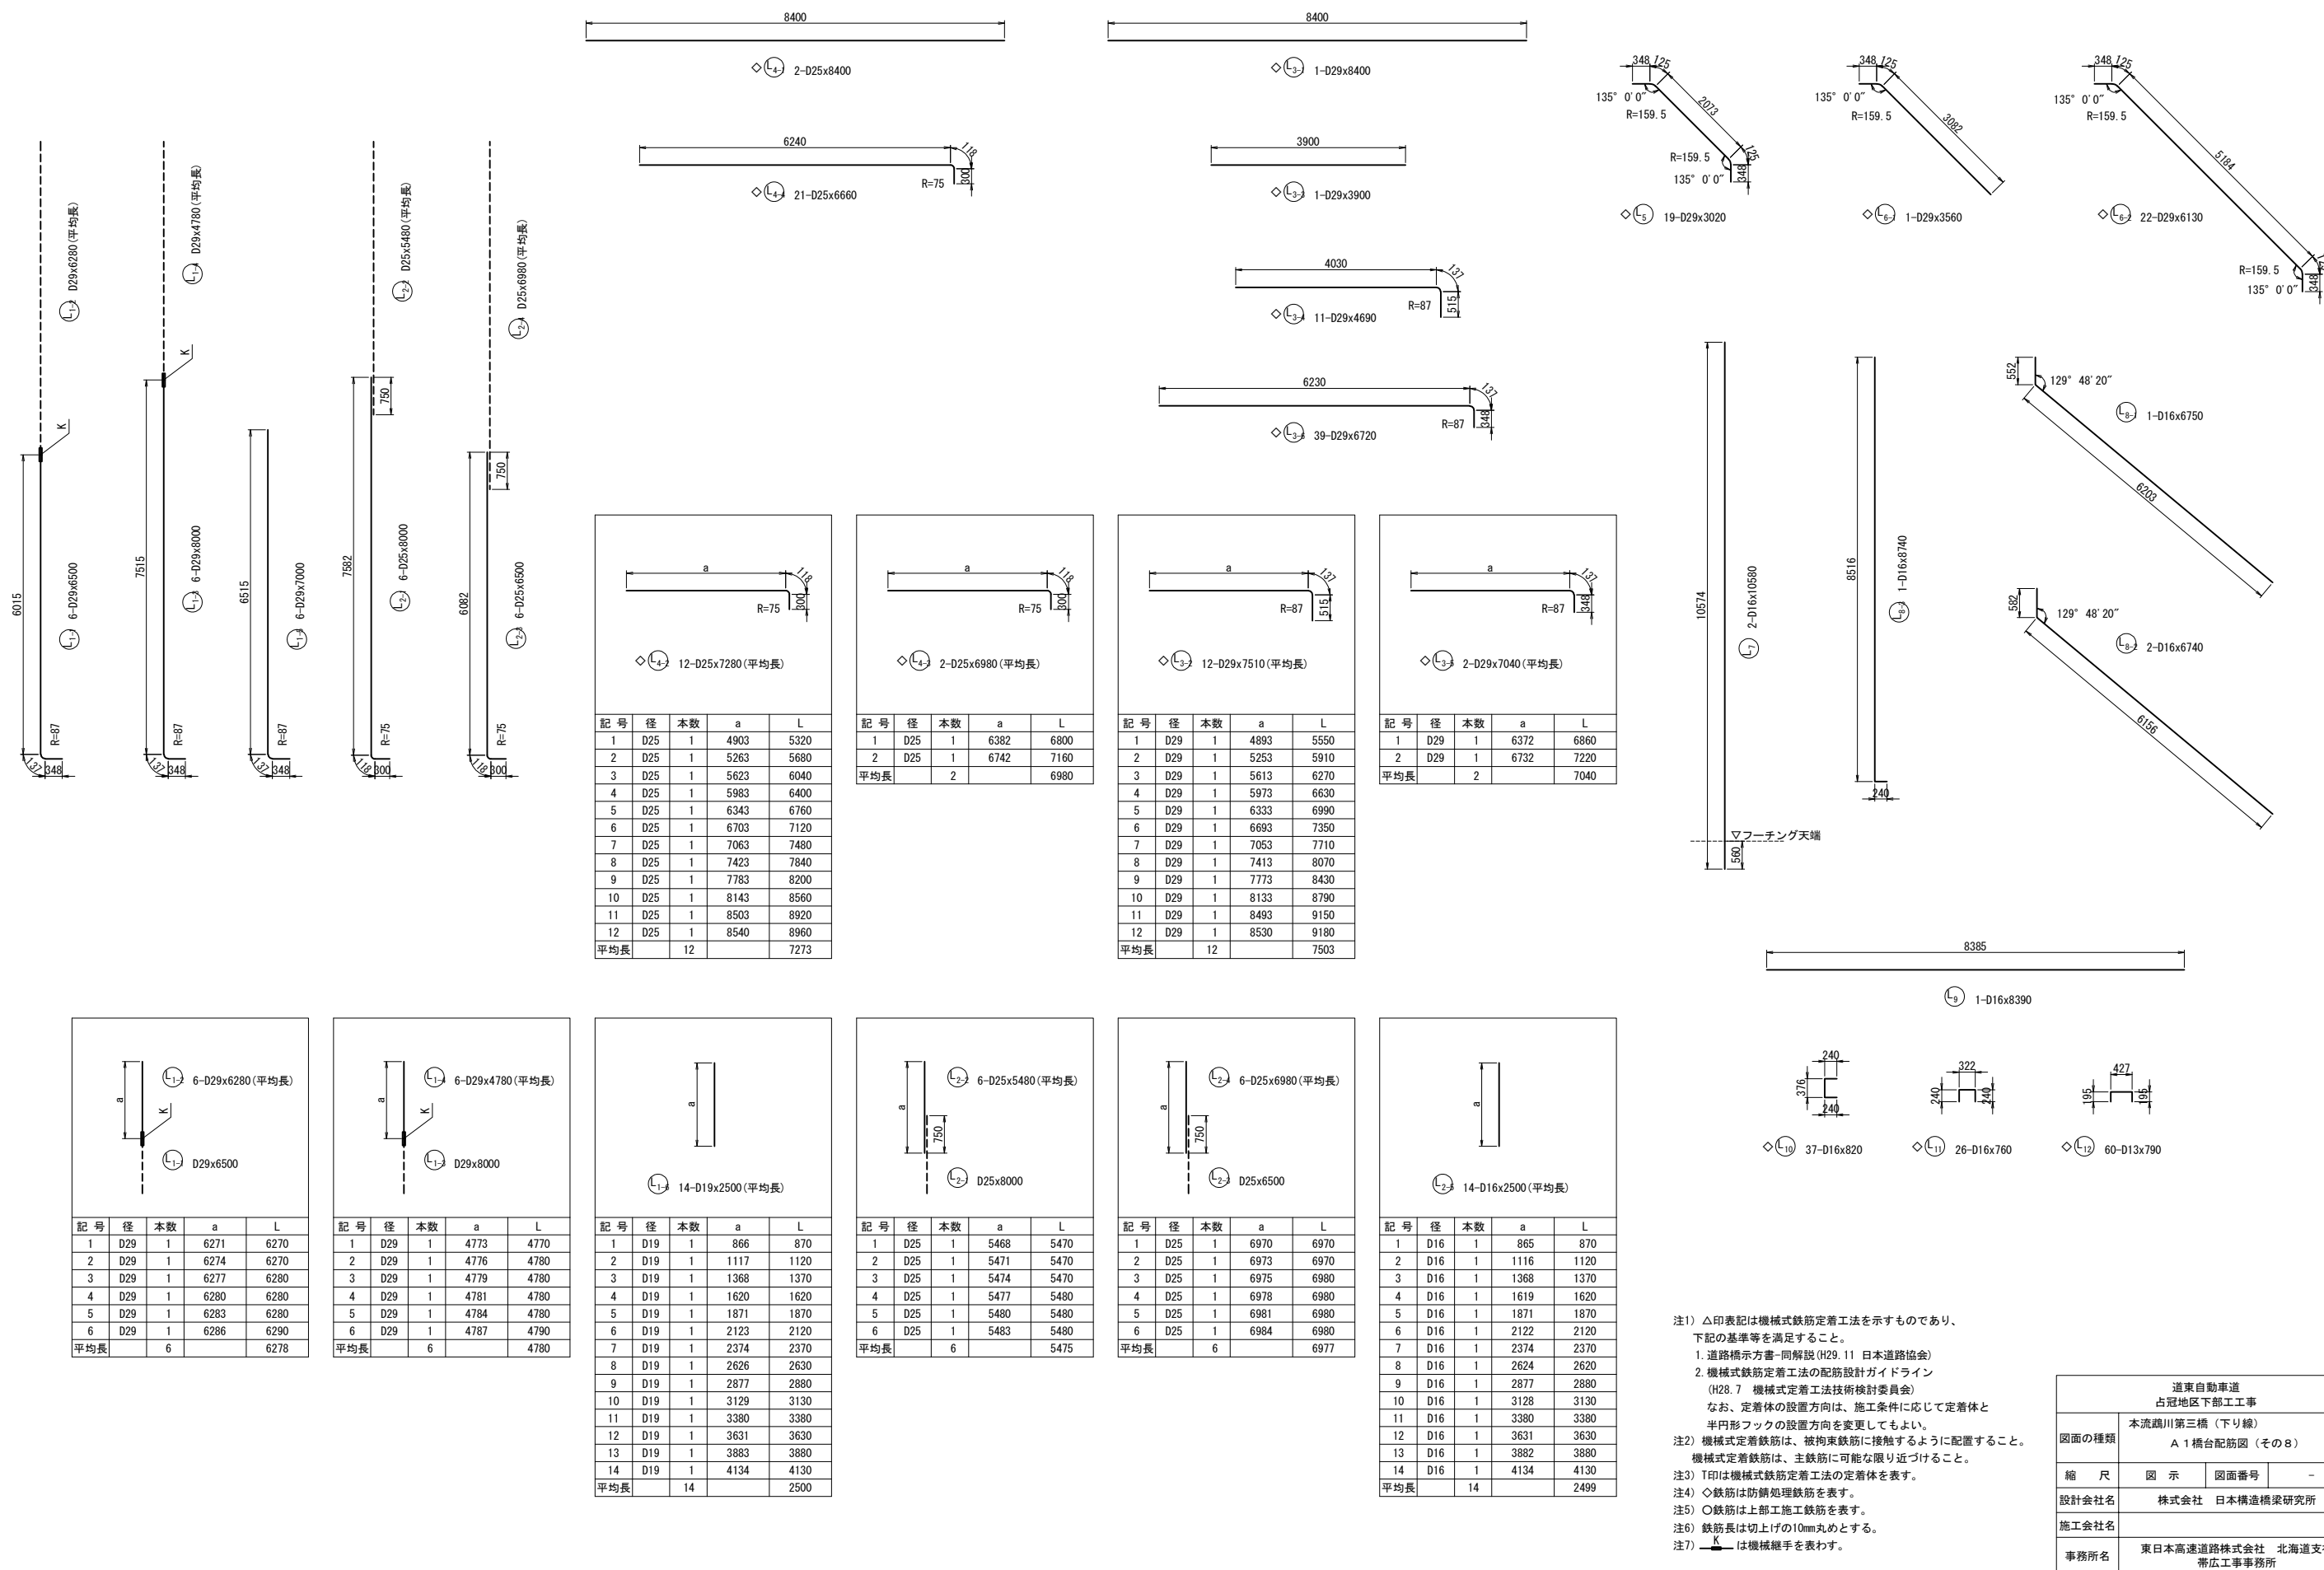 8400
◇L4-1 2-D25x8400
8400
◇L3-1 1-D29x8400
6240
118
R=75
300
◇L4-4 21-D25x6660
3900
◇L3-3 1-D29x3900
4030
137
R=87
515
◇L3-4 11-D29x4690
6230
137
R=87
348
◇L3-6 39-D29x6720
348 125
135° 0'0"
R=159.5
2073
R=159.5
125
135° 0'0"
348
◇L5 19-D29x3020
348 125
135° 0'0"
R=159.5
3082
◇L6-1 1-D29x3560
348 125
135° 0'0"
R=159.5
5184
R=159.5
135° 0'0"
348
◇L6-2 22-D29x6130
L1-2 D29x6280(平均長)
K
6015
L1-1 6-D29x6500
R=87
137
348
L1-4 D29x4780(平均長)
K
7515
L1-3 6-D29x8000
R=87
137
348
6515
L1-5 6-D29x7000
R=87
137
348
L2-2 D25x5480(平均長)
750
7582
L2-1 6-D25x8000
R=75
118
300
L2-4 D25x6980(平均長)
750
6082
L2-3 6-D25x6500
R=75
118
300
a
118
R=75
300
◇L4-2 12-D25x7280(平均長)
記 号 径 本数 a L
1 D25 1 4903 5320
2 D25 1 5263 5680
3 D25 1 5623 6040
4 D25 1 5983 6400
5 D25 1 6343 6760
6 D25 1 6703 7120
7 D25 1 7063 7480
8 D25 1 7423 7840
9 D25 1 7783 8200
10 D25 1 8143 8560
11 D25 1 8503 8920
12 D25 1 8540 8960
平均長 12 7273
a
118
R=75
300
◇L4-3 2-D25x6980(平均長)
記 号 径 本数 a L
1 D25 1 6382 6800
2 D25 1 6742 7160
平均長 2 6980
a
137
R=87
515
◇L3-2 12-D29x7510(平均長)
記 号 径 本数 a L
1 D29 1 4893 5550
2 D29 1 5253 5910
3 D29 1 5613 6270
4 D29 1 5973 6630
5 D29 1 6333 6990
6 D29 1 6693 7350
7 D29 1 7053 7710
8 D29 1 7413 8070
9 D29 1 7773 8430
10 D29 1 8133 8790
11 D29 1 8493 9150
12 D29 1 8530 9180
平均長 12 7503
a
137
R=87
348
◇L3-5 2-D29x7040(平均長)
記 号 径 本数 a L
1 D29 1 6372 6860
2 D29 1 6732 7220
平均長 2 7040
10574
L7 2-D16x10580
▽フーチング天端
560
8516
L8-3 1-D16x8740
240
552
129° 48'20"
L8-1 1-D16x6750
6203
582
129° 48'20"
L8-2 2-D16x6740
6156
8385
L9 1-D16x8390
240
376
240
◇L10 37-D16x820
322
240
240
◇L11 26-D16x760
427
195
195
◇L12 60-D13x790
a
L1-2 6-D29x6280(平均長)
K
L1-1 D29x6500
記 号 径 本数 a L
1 D29 1 6271 6270
2 D29 1 6274 6270
3 D29 1 6277 6280
4 D29 1 6280 6280
5 D29 1 6283 6280
6 D29 1 6286 6290
平均長 6 6278
a
L1-4 6-D29x4780(平均長)
K
L1-3 D29x8000
記 号 径 本数 a L
1 D29 1 4773 4770
2 D29 1 4776 4780
3 D29 1 4779 4780
4 D29 1 4781 4780
5 D29 1 4784 4780
6 D29 1 4787 4790
平均長 6 4780
a
L1-6 14-D19x2500(平均長)
記 号 径 本数 a L
1 D19 1 866 870
2 D19 1 1117 1120
3 D19 1 1368 1370
4 D19 1 1620 1620
5 D19 1 1871 1870
6 D19 1 2123 2120
7 D19 1 2374 2370
8 D19 1 2626 2630
9 D19 1 2877 2880
10 D19 1 3129 3130
11 D19 1 3380 3380
12 D19 1 3631 3630
13 D19 1 3883 3880
14 D19 1 4134 4130
平均長 14 2500
a
L2-2 6-D25x5480(平均長)
750
L2-1 D25x8000
記 号 径 本数 a L
1 D25 1 5468 5470
2 D25 1 5471 5470
3 D25 1 5474 5470
4 D25 1 5477 5480
5 D25 1 5480 5480
6 D25 1 5483 5480
平均長 6 5475
a
L2-4 6-D25x6980(平均長)
750
L2-3 D25x6500
記 号 径 本数 a L
1 D25 1 6970 6970
2 D25 1 6973 6970
3 D25 1 6975 6980
4 D25 1 6978 6980
5 D25 1 6981 6980
6 D25 1 6984 6980
平均長 6 6977
a
L2-5 14-D16x2500(平均長)
記 号 径 本数 a L
1 D16 1 865 870
2 D16 1 1116 1120
3 D16 1 1368 1370
4 D16 1 1619 1620
5 D16 1 1871 1870
6 D16 1 2122 2120
7 D16 1 2374 2370
8 D16 1 2624 2620
9 D16 1 2877 2880
10 D16 1 3128 3130
11 D16 1 3380 3380
12 D16 1 3631 3630
13 D16 1 3882 3880
14 D16 1 4134 4130
平均長 14 2499
注1) △印表記は機械式鉄筋定着工法を示すものであり、
下記の基準等を満足すること。
1. 道路橋示方書-同解説(H29.11 日本道路協会)
2. 機械式鉄筋定着工法の配筋設計ガイドライン
(H28.7 機械式定着工法技術検討委員会)
なお、定着体の設置方向は、施工条件に応じて定着体と
半円形フックの設置方向を変更してもよい。
注2) 機械式定着鉄筋は、被拘束鉄筋に接触するように配置すること。
機械式定着鉄筋は、主鉄筋に可能な限り近づけること。
注3) T印は機械式鉄筋定着工法の定着体を表す。
注4) ◇鉄筋は防錆処理鉄筋を表す。
注5) ○鉄筋は上部工施工鉄筋を表す。
注6) 鉄筋長は切上げの10mm丸めとする。
注7) K は機械継手を表わす。
道東自動車道
占冠地区下部工工事
図面の種類 本流鵡川第三橋（下り線）
A1橋台配筋図（その8）
縮 尺 図 示 図面番号 -
設計会社名 株式会社 日本構造橋梁研究所
施工会社名
事務所名 東日本高速道路株式会社 北海道支
帯広工事事務所